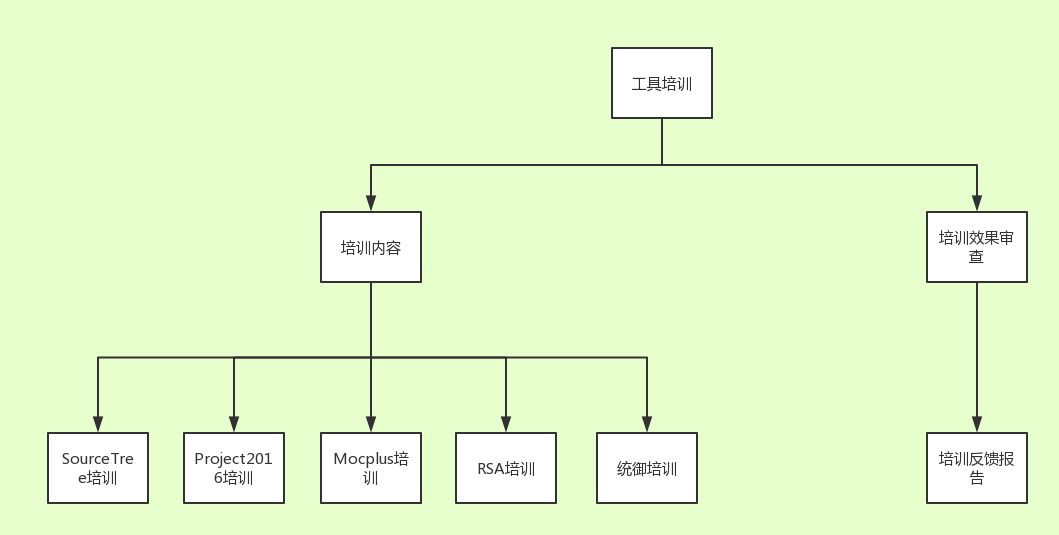 工具培训
培训内容
培训效果审
查
SourceTre
e培训
Project201
6培训
Mocplus培
训
RSA培训
统御培训
培训反馈报
告